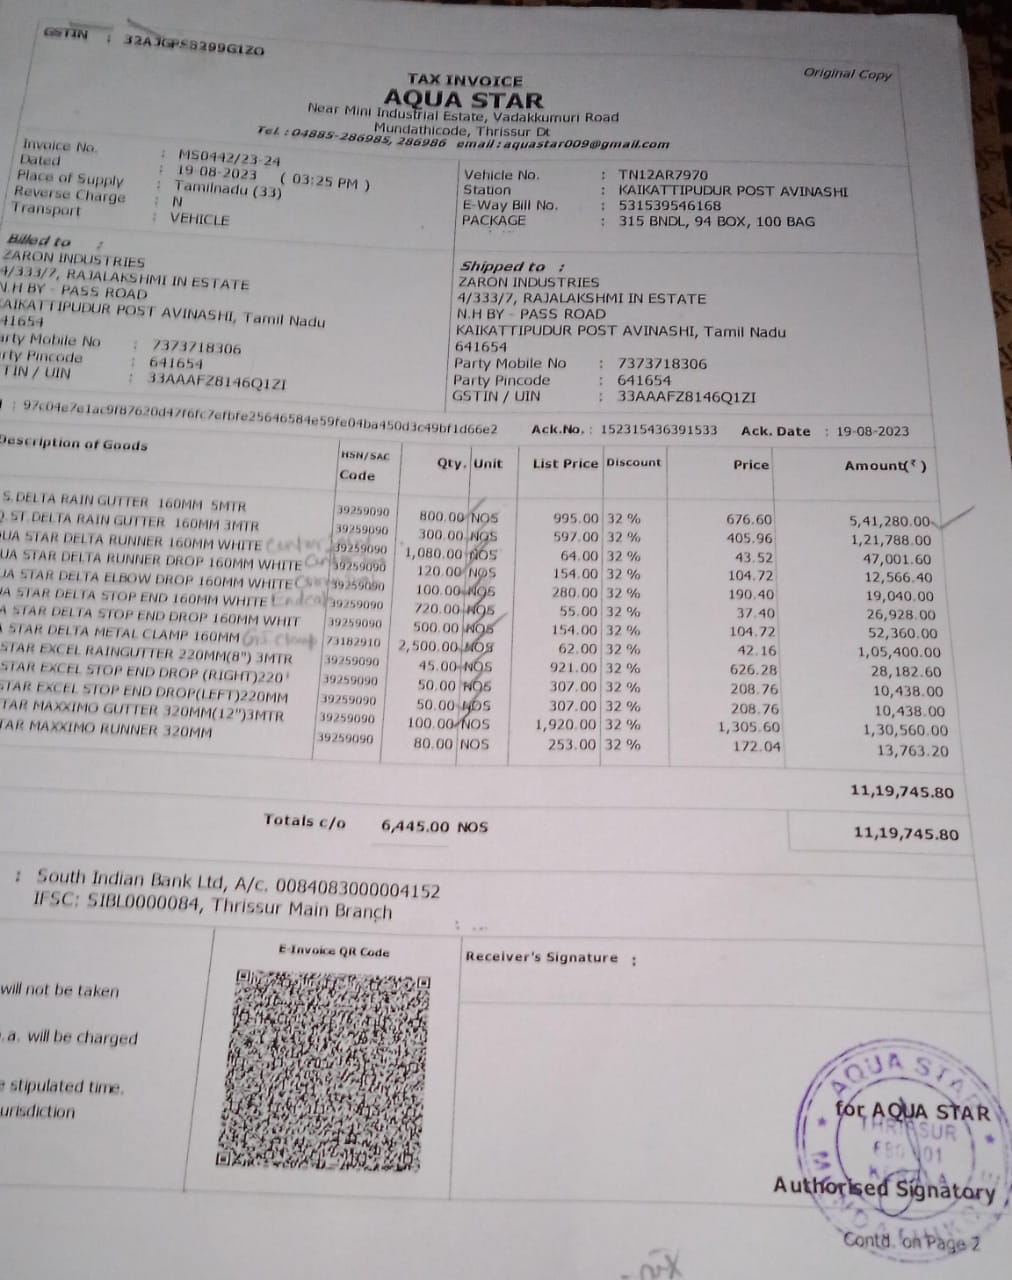 GSTIN : 32AJGPS8299G1ZO
Original Copy
TAX INVOICE
AQUA STAR
Near Mini Industrial Estate, Vadakkumuri Road
Mundathicode, Thrissur Dt
Tel. : 04885-286985, 286986 email : aquastar009@gmail.com
Invoice No. : MS0442/23-24
Dated : 19-08-2023 ( 03:25 PM )
Place of Supply : Tamilnadu (33)
Reverse Charge : N
Transport : VEHICLE
Vehicle No. : TN12AR7970
Station : KAIKATTIPUDUR POST AVINASHI
E-Way Bill No. : 531539546168
PACKAGE : 315 BNDL, 94 BOX, 100 BAG
Billed to :
ZARON INDUSTRIES
4/333/7, RAJALAKSHMI IN ESTATE
N.H BY - PASS ROAD
KAIKATTIPUDUR POST AVINASHI, Tamil Nadu
641654
arty Mobile No : 7373718306
rty Pincode : 641654
TIN / UIN : 33AAAFZ8146Q1ZI
Shipped to :
ZARON INDUSTRIES
4/333/7, RAJALAKSHMI IN ESTATE
N.H BY - PASS ROAD
KAIKATTIPUDUR POST AVINASHI, Tamil Nadu
641654
Party Mobile No : 7373718306
Party Pincode : 641654
GSTIN / UIN : 33AAAFZ8146Q1ZI
: 97c04e7e1ac9f87620d47f6fc7efbfe25646584e59fe04ba450d3c49bf1d66e2 Ack.No. : 152315436391533 Ack. Date : 19-08-2023
Description of Goods HSN/SAC Code Qty. Unit List Price Discount Price Amount(₹ )
S. DELTA RAIN GUTTER 160MM 5MTR 39259090 800.00 NOS 995.00 32 % 676.60 5,41,280.00
.ST DELTA RAIN GUTTER 160MM 3MTR 39259090 300.00 NOS 597.00 32 % 405.96 1,21,788.00
UA STAR DELTA RUNNER 160MM WHITE 39259090 1,080.00 NOS 64.00 32 % 43.52 47,001.60
UA STAR DELTA RUNNER DROP 160MM WHITE 39259090 120.00 NOS 154.00 32 % 104.72 12,566.40
UA STAR DELTA ELBOW DROP 160MM WHITE 39259090 100.00 NOS 280.00 32 % 190.40 19,040.00
A STAR DELTA STOP END 160MM WHITE 39259090 720.00 NOS 55.00 32 % 37.40 26,928.00
A STAR DELTA STOP END DROP 160MM WHIT 39259090 500.00 NOS 154.00 32 % 104.72 52,360.00
STAR DELTA METAL CLAMP 160MM 73182910 2,500.00 NOS 62.00 32 % 42.16 1,05,400.00
STAR EXCEL RAINGUTTER 220MM(8") 3MTR 39259090 45.00 NOS 921.00 32 % 626.28 28,182.60
STAR EXCEL STOP END DROP (RIGHT)220 39259090 50.00 NOS 307.00 32 % 208.76 10,438.00
STAR EXCEL STOP END DROP(LEFT)220MM 39259090 50.00 NOS 307.00 32 % 208.76 10,438.00
TAR MAXXIMO GUTTER 320MM(12")3MTR 39259090 100.00 NOS 1,920.00 32 % 1,305.60 1,30,560.00
TAR MAXXIMO RUNNER 320MM 39259090 80.00 NOS 253.00 32 % 172.04 13,763.20
11,19,745.80
Totals c/o 6,445.00 NOS 11,19,745.80
: South Indian Bank Ltd, A/c. 0084083000004152
IFSC: SIBL0000084, Thrissur Main Branch
E-Invoice QR Code
Receiver's Signature :
will not be taken
.a. will be charged
e stipulated time.
urisdiction
AQUA STAR
for AQUA STAR
THRISSUR
Authorised Signatory
Contd. on Page 2